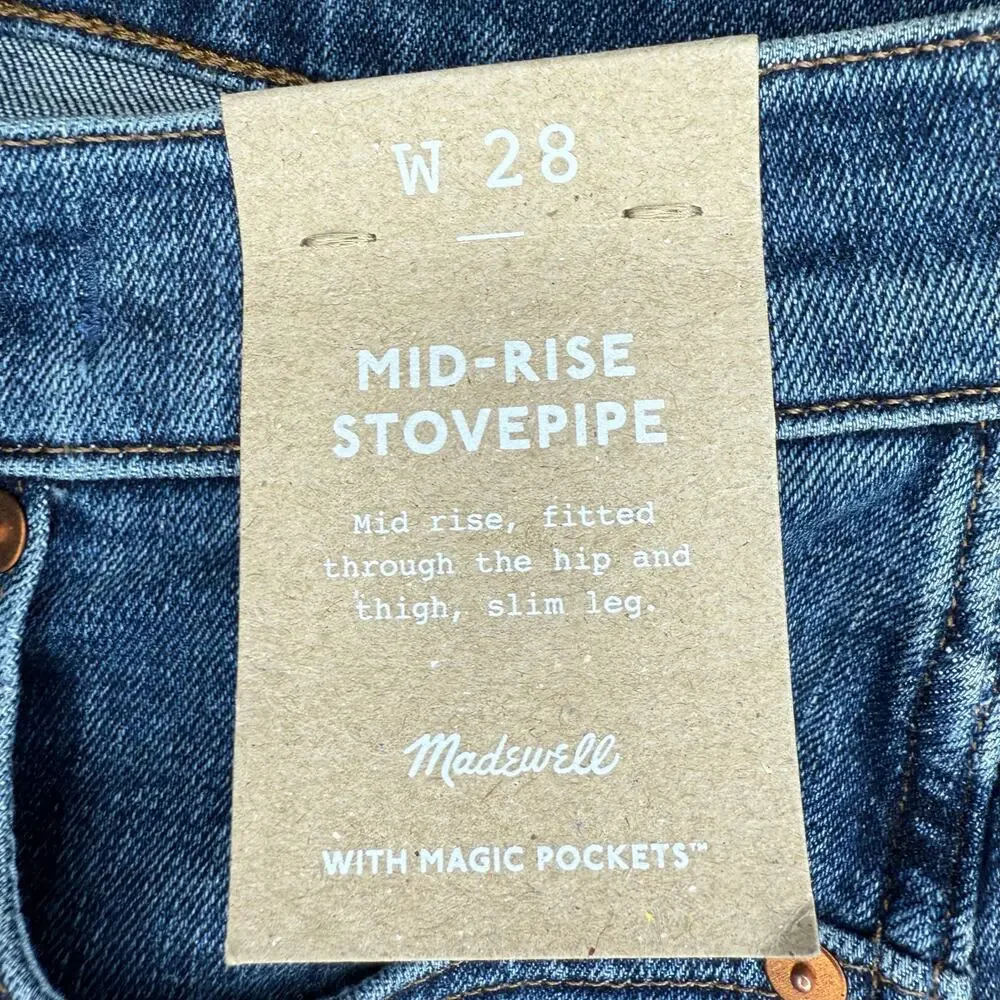 W 28
MID-RISE
STOVEPIPE
Mid rise, fitted
through the hip and
thigh, slim leg.
Madewell
WITH MAGIC POCKETS™